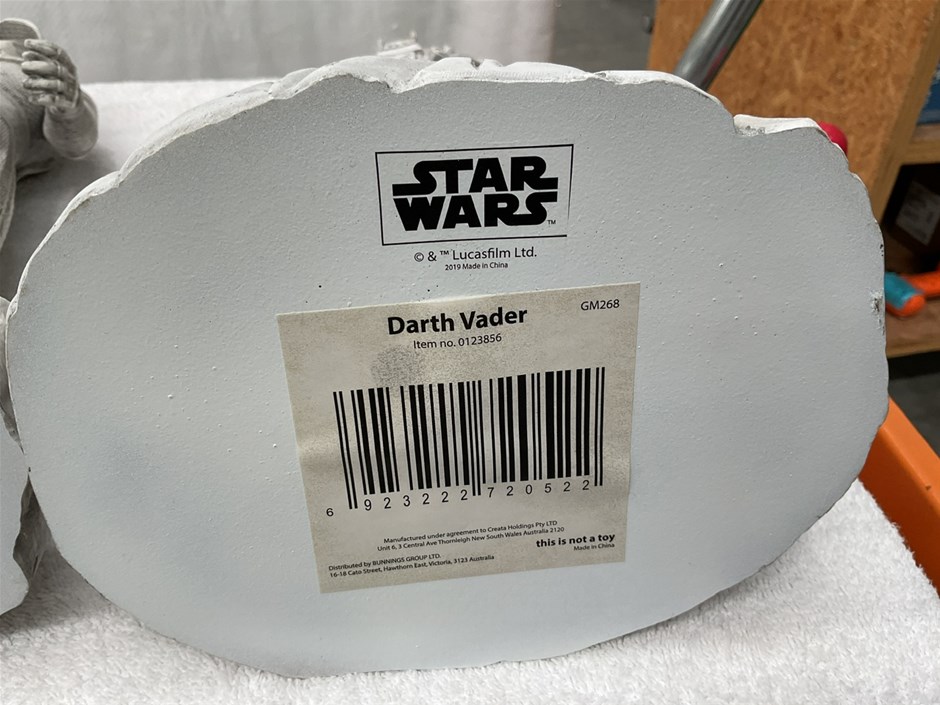 STAR
WARS™
© & ™ Lucasfilm Ltd.
2019 Made in China
Darth Vader
GM268
Item no. 0123856
6 923222 720522
Manufactured under agreement to Creata Holdings Pty LTD
Unit 6, 3 Central Ave Thornleigh New South Wales Australia 2120
this is not a toy
Made in China
Distributed by BUNNINGS GROUP LTD.
16-18 Cato Street, Hawthorn East, Victoria, 3123 Australia